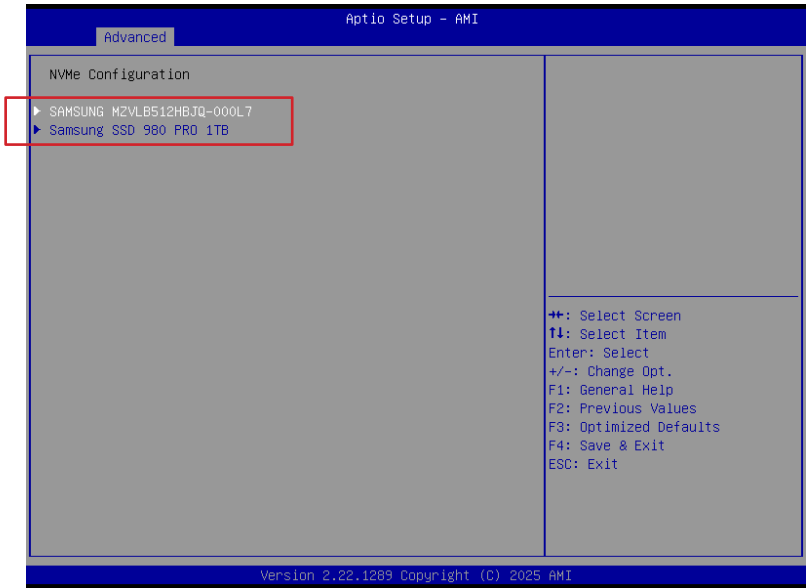 Aptio Setup – AMI
Advanced
NVMe Configuration
▶ SAMSUNG MZVLB512HBJQ-000L7
▶ Samsung SSD 980 PRO 1TB
→←: Select Screen
↑↓: Select Item
Enter: Select
+/-: Change Opt.
F1: General Help
F2: Previous Values
F3: Optimized Defaults
F4: Save & Exit
ESC: Exit
Version 2.22.1289 Copyright (C) 2025 AMI